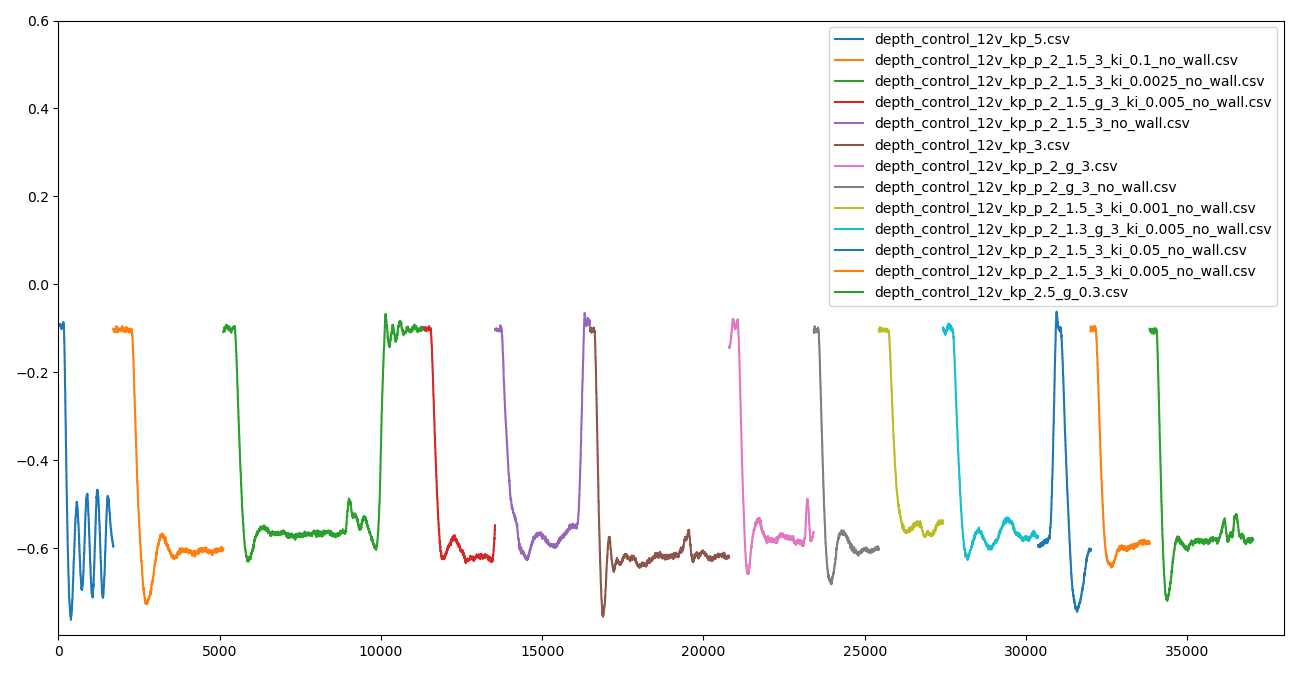 0.6
0.4
0.2
0.0
−0.2
−0.4
−0.6
depth_control_12v_kp_5.csv
depth_control_12v_kp_p_2_1.5_3_ki_0.1_no_wall.csv
depth_control_12v_kp_p_2_1.5_3_ki_0.0025_no_wall.csv
depth_control_12v_kp_p_2_1.5_g_3_ki_0.005_no_wall.csv
depth_control_12v_kp_p_2_1.5_3_no_wall.csv
depth_control_12v_kp_3.csv
depth_control_12v_kp_p_2_g_3.csv
depth_control_12v_kp_p_2_g_3_no_wall.csv
depth_control_12v_kp_p_2_1.5_3_ki_0.001_no_wall.csv
depth_control_12v_kp_p_2_1.3_g_3_ki_0.005_no_wall.csv
depth_control_12v_kp_p_2_1.5_3_ki_0.05_no_wall.csv
depth_control_12v_kp_p_2_1.5_3_ki_0.005_no_wall.csv
depth_control_12v_kp_2.5_g_0.3.csv
0 5000 10000 15000 20000 25000 30000 35000